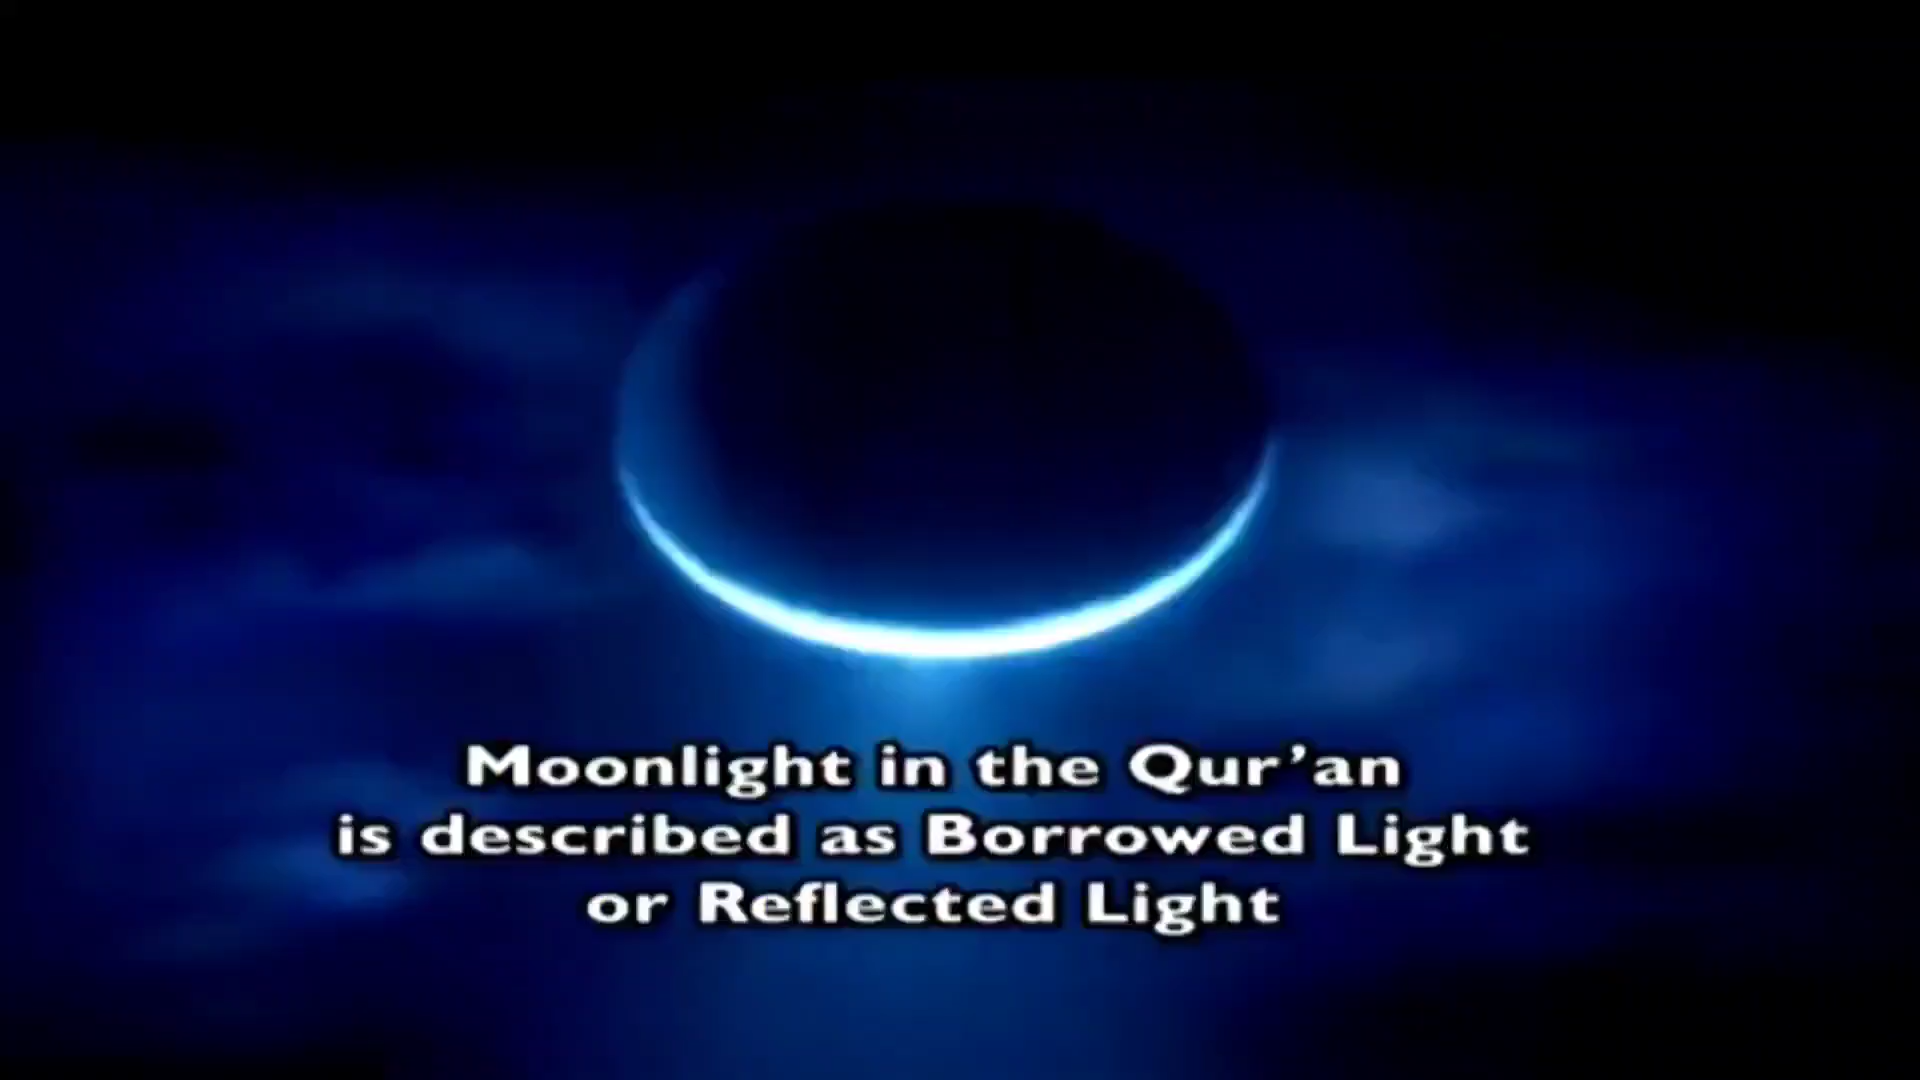 Moonlight in the Qur’an
is described as Borrowed Light
or Reflected Light